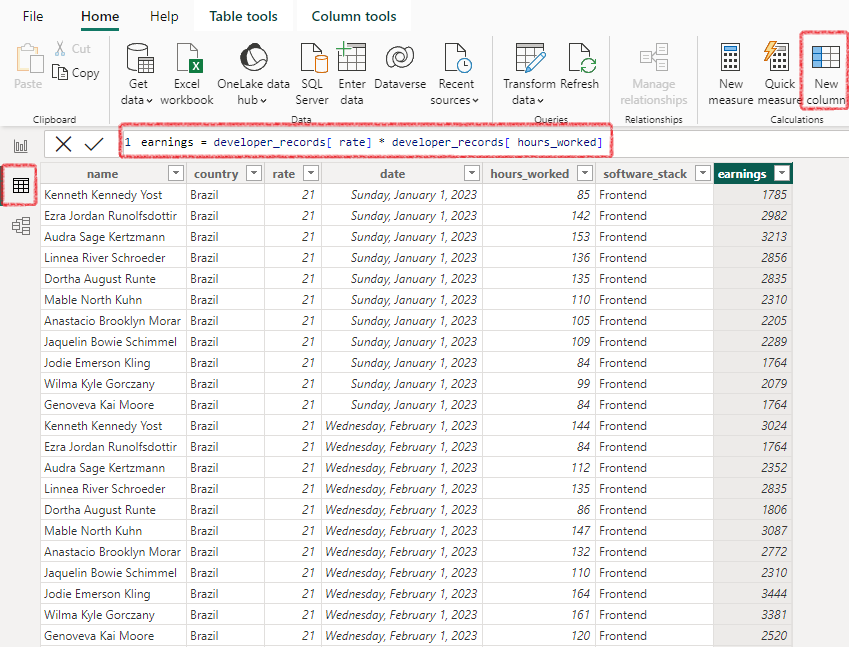 File Home Help Table tools Column tools
Paste Cut Copy Get data Excel workbook OneLake data hub SQL Server Enter data Dataverse Recent sources Transform data Refresh Manage relationships New measure Quick measure New column
Clipboard Data Queries Relationships Calculations
1 earnings = developer_records[ rate] * developer_records[ hours_worked]
name country rate date hours_worked software_stack earnings
Kenneth Kennedy Yost Brazil 21 Sunday, January 1, 2023 85 Frontend 1785
Ezra Jordan Runolfsdottir Brazil 21 Sunday, January 1, 2023 142 Frontend 2982
Audra Sage Kertzmann Brazil 21 Sunday, January 1, 2023 153 Frontend 3213
Linnea River Schroeder Brazil 21 Sunday, January 1, 2023 136 Frontend 2856
Dortha August Runte Brazil 21 Sunday, January 1, 2023 135 Frontend 2835
Mable North Kuhn Brazil 21 Sunday, January 1, 2023 110 Frontend 2310
Anastacio Brooklyn Morar Brazil 21 Sunday, January 1, 2023 105 Frontend 2205
Jaquelin Bowie Schimmel Brazil 21 Sunday, January 1, 2023 109 Frontend 2289
Jodie Emerson Kling Brazil 21 Sunday, January 1, 2023 84 Frontend 1764
Wilma Kyle Gorczany Brazil 21 Sunday, January 1, 2023 99 Frontend 2079
Genoveva Kai Moore Brazil 21 Sunday, January 1, 2023 84 Frontend 1764
Kenneth Kennedy Yost Brazil 21 Wednesday, February 1, 2023 144 Frontend 3024
Ezra Jordan Runolfsdottir Brazil 21 Wednesday, February 1, 2023 84 Frontend 1764
Audra Sage Kertzmann Brazil 21 Wednesday, February 1, 2023 112 Frontend 2352
Linnea River Schroeder Brazil 21 Wednesday, February 1, 2023 135 Frontend 2835
Dortha August Runte Brazil 21 Wednesday, February 1, 2023 86 Frontend 1806
Mable North Kuhn Brazil 21 Wednesday, February 1, 2023 147 Frontend 3087
Anastacio Brooklyn Morar Brazil 21 Wednesday, February 1, 2023 132 Frontend 2772
Jaquelin Bowie Schimmel Brazil 21 Wednesday, February 1, 2023 110 Frontend 2310
Jodie Emerson Kling Brazil 21 Wednesday, February 1, 2023 164 Frontend 3444
Wilma Kyle Gorczany Brazil 21 Wednesday, February 1, 2023 161 Frontend 3381
Genoveva Kai Moore Brazil 21 Wednesday, February 1, 2023 120 Frontend 2520